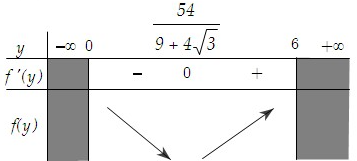 54
9 + 4√3
y −∞ 0 6 +∞
f ′(y) − 0 +
f(y)